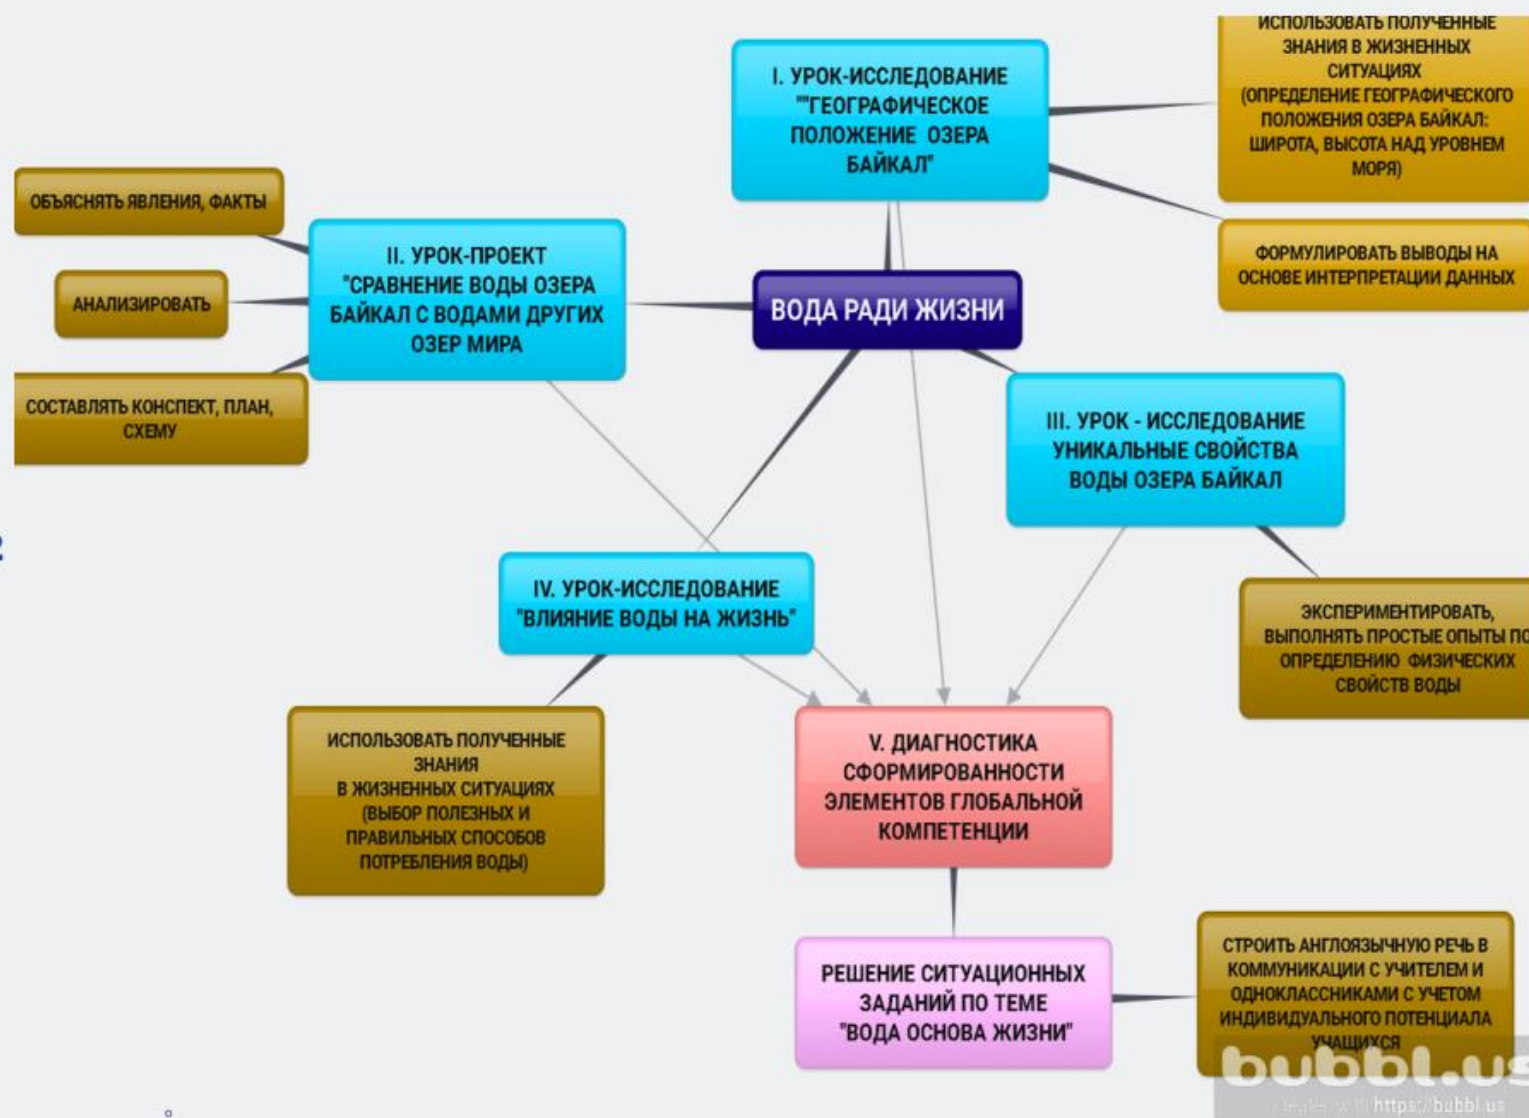 ИСПОЛЬЗОВАТЬ ПОЛУЧЕННЫЕ
ЗНАНИЯ В ЖИЗНЕННЫХ
СИТУАЦИЯХ
(ОПРЕДЕЛЕНИЕ ГЕОГРАФИЧЕСКОГО
ПОЛОЖЕНИЯ ОЗЕРА БАЙКАЛ:
ШИРОТА, ВЫСОТА НАД УРОВНЕМ
МОРЯ)
I. УРОК-ИССЛЕДОВАНИЕ
""ГЕОГРАФИЧЕСКОЕ
ПОЛОЖЕНИЕ ОЗЕРА
БАЙКАЛ"
ОБЪЯСНЯТЬ ЯВЛЕНИЯ, ФАКТЫ
II. УРОК-ПРОЕКТ
"СРАВНЕНИЕ ВОДЫ ОЗЕРА
БАЙКАЛ С ВОДАМИ ДРУГИХ
ОЗЕР МИРА
ФОРМУЛИРОВАТЬ ВЫВОДЫ НА
ОСНОВЕ ИНТЕРПРЕТАЦИИ ДАННЫХ
АНАЛИЗИРОВАТЬ
ВОДА РАДИ ЖИЗНИ
СОСТАВЛЯТЬ КОНСПЕКТ, ПЛАН,
СХЕМУ
III. УРОК - ИССЛЕДОВАНИЕ
УНИКАЛЬНЫЕ СВОЙСТВА
ВОДЫ ОЗЕРА БАЙКАЛ
IV. УРОК-ИССЛЕДОВАНИЕ
"ВЛИЯНИЕ ВОДЫ НА ЖИЗНЬ"
ЭКСПЕРИМЕНТИРОВАТЬ,
ВЫПОЛНЯТЬ ПРОСТЫЕ ОПЫТЫ ПО
ОПРЕДЕЛЕНИЮ ФИЗИЧЕСКИХ
СВОЙСТВ ВОДЫ
ИСПОЛЬЗОВАТЬ ПОЛУЧЕННЫЕ
ЗНАНИЯ
В ЖИЗНЕННЫХ СИТУАЦИЯХ
(ВЫБОР ПОЛЕЗНЫХ И
ПРАВИЛЬНЫХ СПОСОБОВ
ПОТРЕБЛЕНИЯ ВОДЫ)
V. ДИАГНОСТИКА
СФОРМИРОВАННОСТИ
ЭЛЕМЕНТОВ ГЛОБАЛЬНОЙ
КОМПЕТЕНЦИИ
РЕШЕНИЕ СИТУАЦИОННЫХ
ЗАДАНИЙ ПО ТЕМЕ
"ВОДА ОСНОВА ЖИЗНИ"
СТРОИТЬ АНГЛОЯЗЫЧНУЮ РЕЧЬ В
КОММУНИКАЦИИ С УЧИТЕЛЕМ И
ОДНОКЛАССНИКАМИ С УЧЕТОМ
ИНДИВИДУАЛЬНОГО ПОТЕНЦИАЛА
УЧАЩИХСЯ
bubbl.us
https://bubbl.us